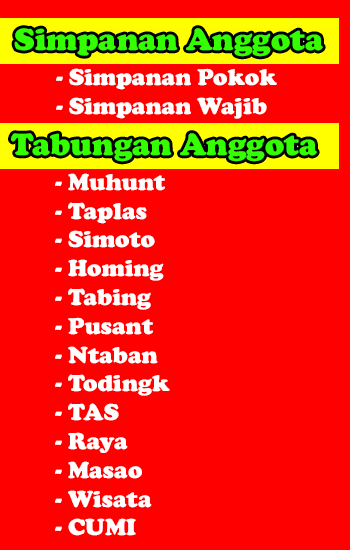 Simpanan Anggota
- Simpanan Pokok
- Simpanan Wajib
Tabungan Anggota
- Muhunt
- Taplas
- Simoto
- Homing
- Tabing
- Pusant
- Ntaban
- Todingk
- TAS
- Raya
- Masao
- Wisata
- CUMI